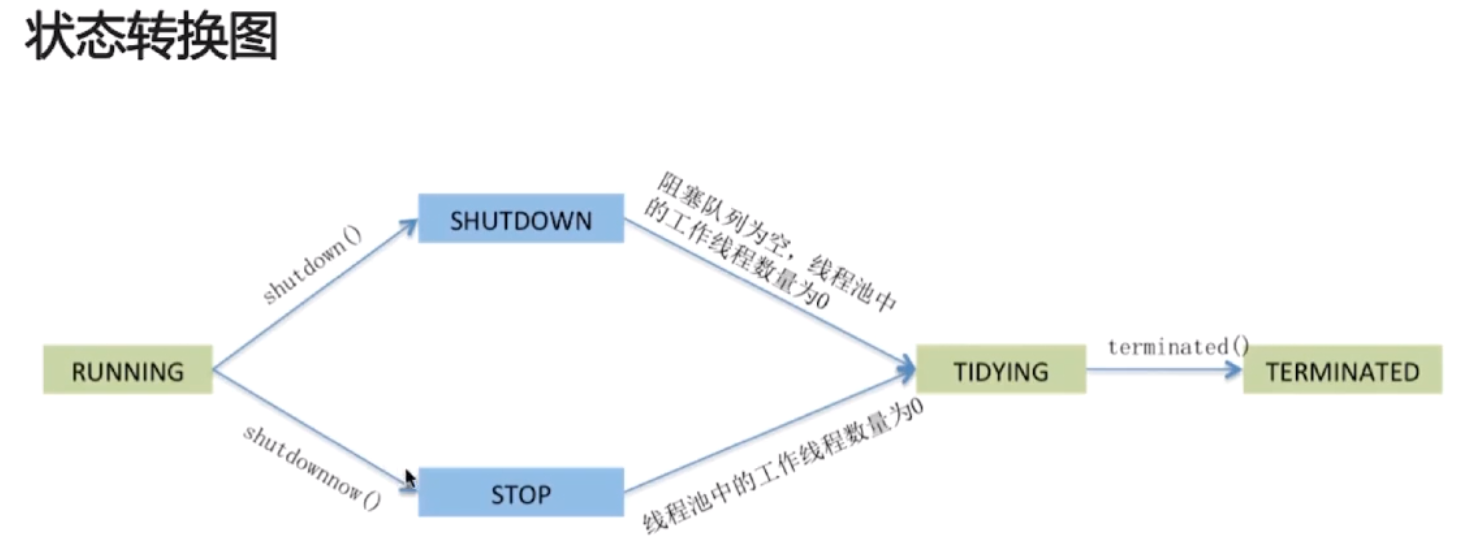 状态转换图
阻塞队列为空，线程池中
的工作线程数量为0
SHUTDOWN
shutdown()
RUNNING
TIDYING
terminated()
TERMINATED
shutdownnow()
STOP
线程池中的工作线程数量为0